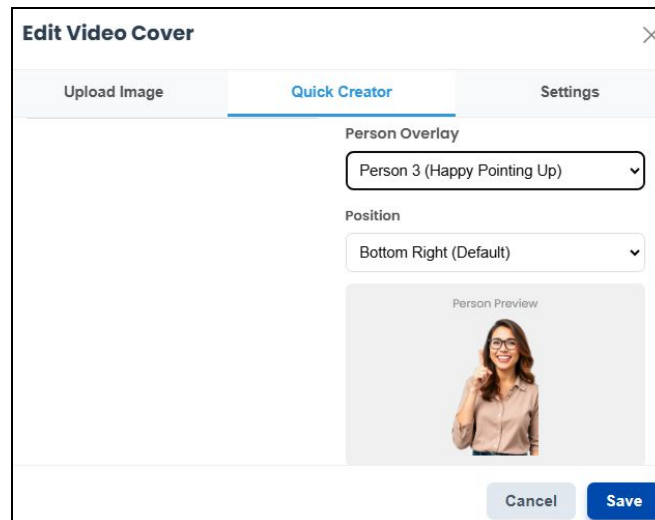 Edit Video Cover
Upload Image
Quick Creator
Settings
Person Overlay
Person 3 (Happy Pointing Up)
Position
Bottom Right (Default)
Person Preview
Cancel
Save